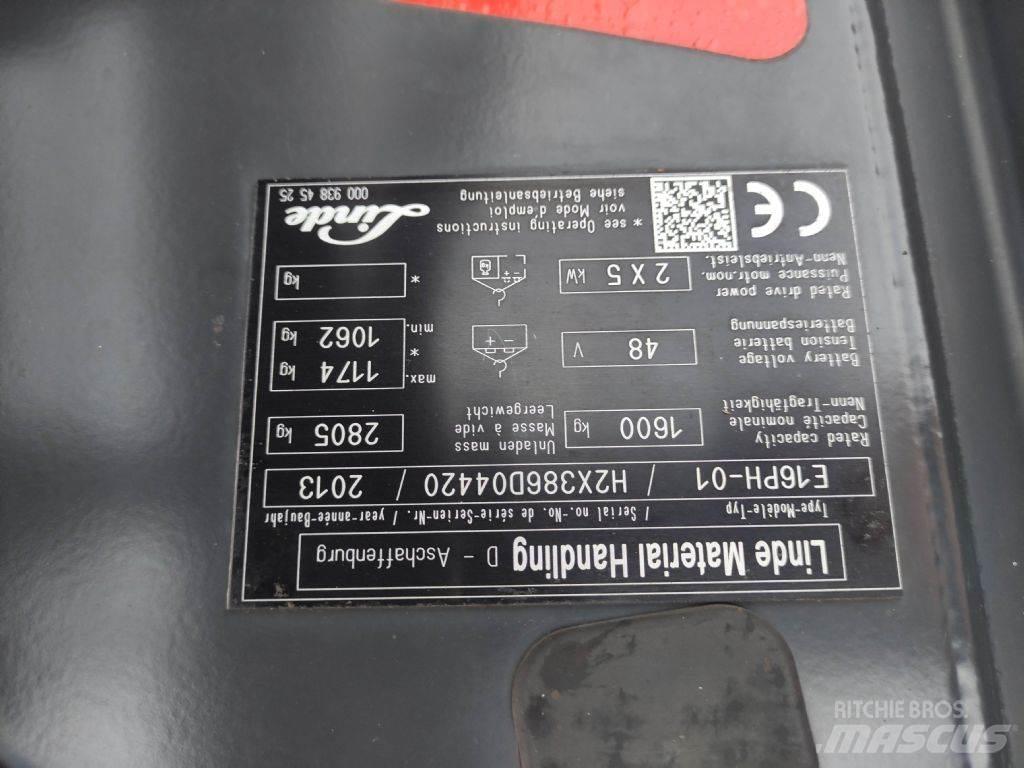 Linde Material Handling D - Aschaffenburg
Type-Modèle-Typ / Serial no.-No. de série-Serien-Nr. / year-année-Baujahr
E16PH-01 / H2X386D04420 / 2013
Rated capacity
Capacité nominale
Nenn-Tragfähigkeit
1600 kg
Unladen mass
Masse à vide
Leergewicht
2805 kg
Battery voltage
Tension batterie
Batteriespannung
48 V
- +
max. * min.
1174 kg
1062 kg
Rated drive power
Puissance motr.nom.
Nenn-Antriebsleist.
2 X 5 kW
kg
- +
*
kg
CE
* see Operating instructions
voir Mode d'emploi
siehe Betriebsanleitung
Linde
000 938 45 25
RITCHIE BROS.
MASCUS